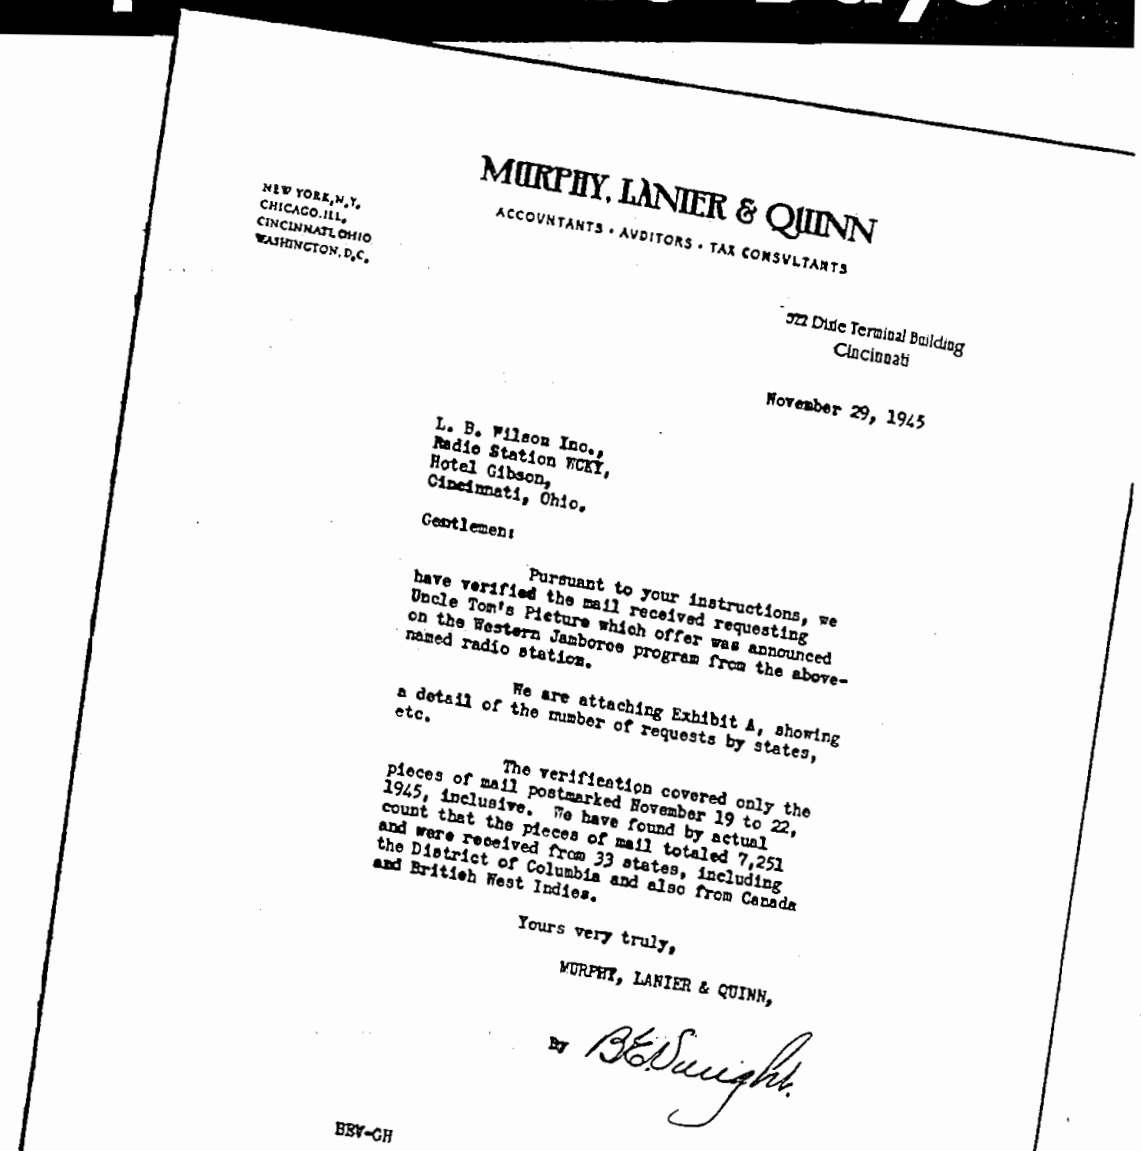 Days
MURPHY, LANIER & QUINN
ACCOUNTANTS · AUDITORS · TAX CONSULTANTS
NEW YORK, N.Y.
CHICAGO, ILL.
CINCINNATI, OHIO
WASHINGTON, D.C.
522 Dixie Terminal Building
Cincinnati
November 29, 1945
L. B. Wilson Inc.,
Radio Station WCKY,
Hotel Gibson,
Cincinnati, Ohio.
Gentlemen:
Pursuant to your instructions, we
have verified the mail received requesting
Uncle Tom's Picture which offer was announced
on the Western Jamboree program from the above-
named radio station.
We are attaching Exhibit A, showing
a detail of the number of requests by states,
etc.
The verification covered only the
pieces of mail postmarked November 19 to 22,
1945, inclusive. We have found by actual
count that the pieces of mail totaled 7,251
and were received from 33 states, including
the District of Columbia and also from Canada
and British West Indies.
Yours very truly,
MURPHY, LANIER & QUINN,
By